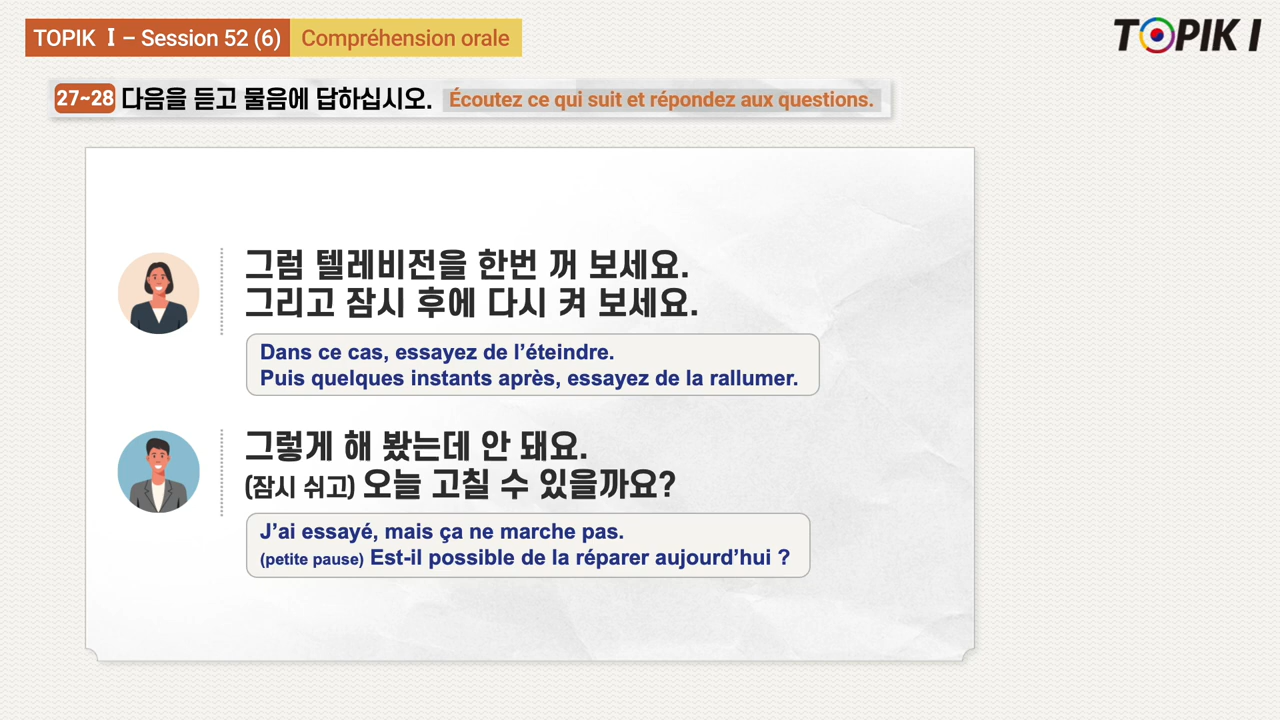 TOPIK Ⅰ – Session 52 (6) Compréhension orale
TOPIK I
27~28 다음을 듣고 물음에 답하십시오. Écoutez ce qui suit et répondez aux questions.
그럼 텔레비전을 한번 꺼 보세요.
그리고 잠시 후에 다시 켜 보세요.
Dans ce cas, essayez de l’éteindre.
Puis quelques instants après, essayez de la rallumer.
그렇게 해 봤는데 안 돼요.
(잠시 쉬고) 오늘 고칠 수 있을까요?
J’ai essayé, mais ça ne marche pas.
(petite pause) Est-il possible de la réparer aujourd’hui ?